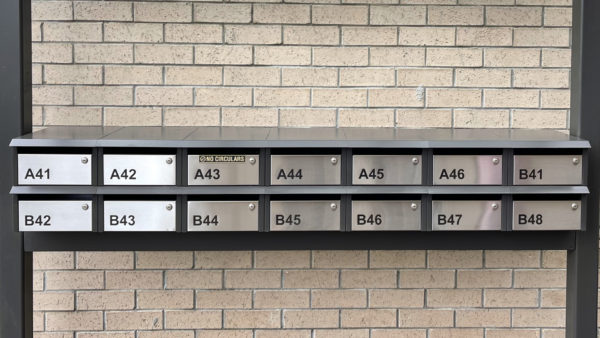 NO CIRCULARS
A41 A42 A43 A44 A45 A46 B41
B42 B43 B44 B45 B46 B47 B48